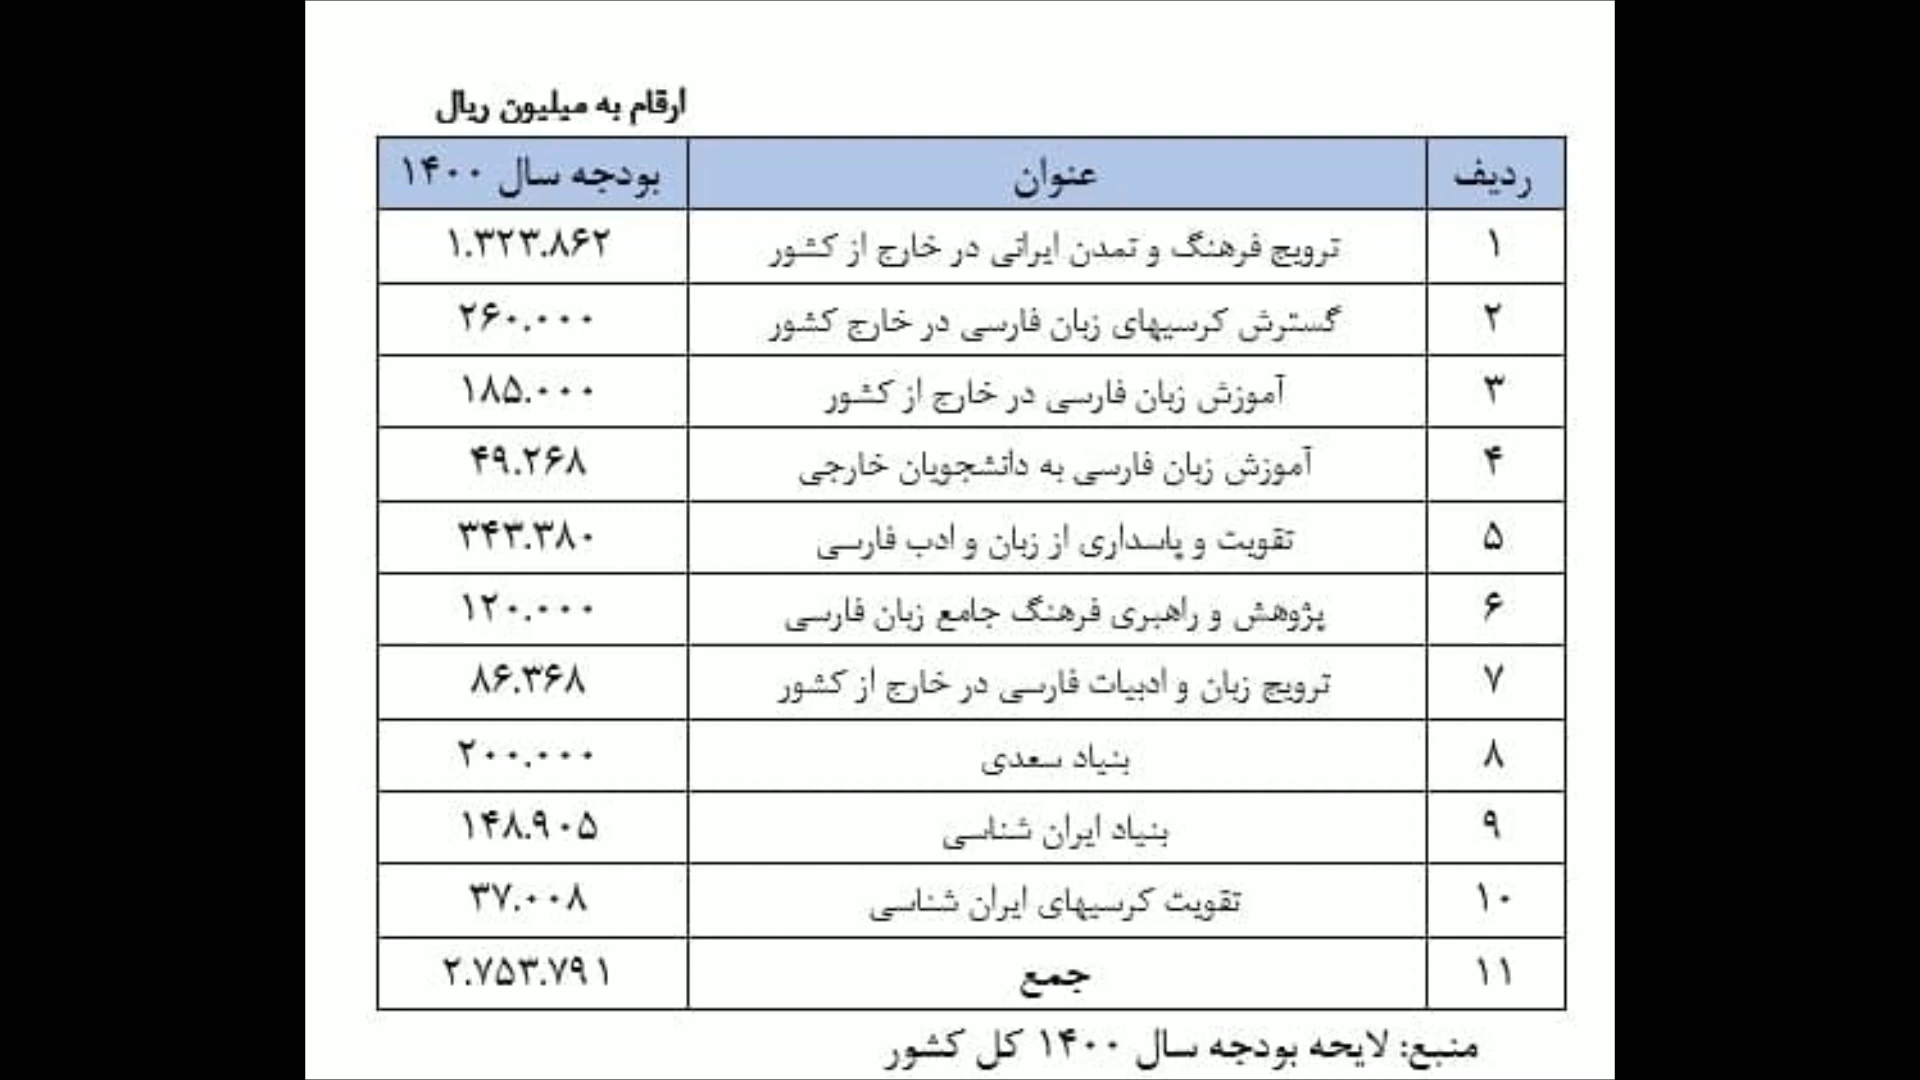 ارقام به میلیون ریال
ردیف عنوان بودجه سال ۱۴۰۰
۱ ترویج فرهنگ و تمدن ایرانی در خارج از کشور ۱.۳۲۳.۸۶۲
۲ گسترش کرسیهای زبان فارسی در خارج کشور ۲۶۰.۰۰۰
۳ آموزش زبان فارسی در خارج از کشور ۱۸۵.۰۰۰
۴ آموزش زبان فارسی به دانشجویان خارجی ۴۹.۲۶۸
۵ تقویت و پاسداری از زبان و ادب فارسی ۳۴۳.۳۸۰
۶ پژوهش و راهبری فرهنگ جامع زبان فارسی ۱۲۰.۰۰۰
۷ ترویج زبان و ادبیات فارسی در خارج از کشور ۸۶.۳۶۸
۸ بنیاد سعدی ۲۰۰.۰۰۰
۹ بنیاد ایران شناسی ۱۴۸.۹۰۵
۱۰ تقویت کرسیهای ایران شناسی ۳۷.۰۰۸
۱۱ جمع ۲.۷۵۳.۷۹۱
منبع: لایحه بودجه سال ۱۴۰۰ کل کشور